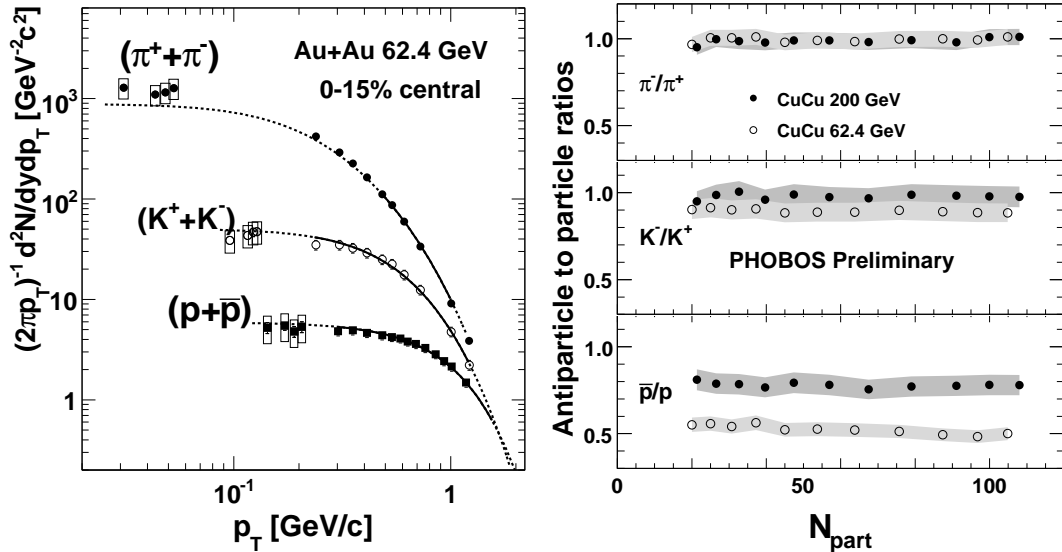 (2πp_T)⁻¹ d²N/dydp_T [GeV⁻²c²]
10³
10²
10
1
(π⁺+π⁻)
Au+Au 62.4 GeV
0-15% central
(K⁺+K⁻)
(p+p̅)
10⁻¹
1
p_T [GeV/c]
Antiparticle to particle ratios
1.0
0.5
π⁻/π⁺
CuCu 200 GeV
CuCu 62.4 GeV
1.0
0.5
K⁻/K⁺
PHOBOS Preliminary
1.0
0.5
p̅/p
0
50
100
N_part